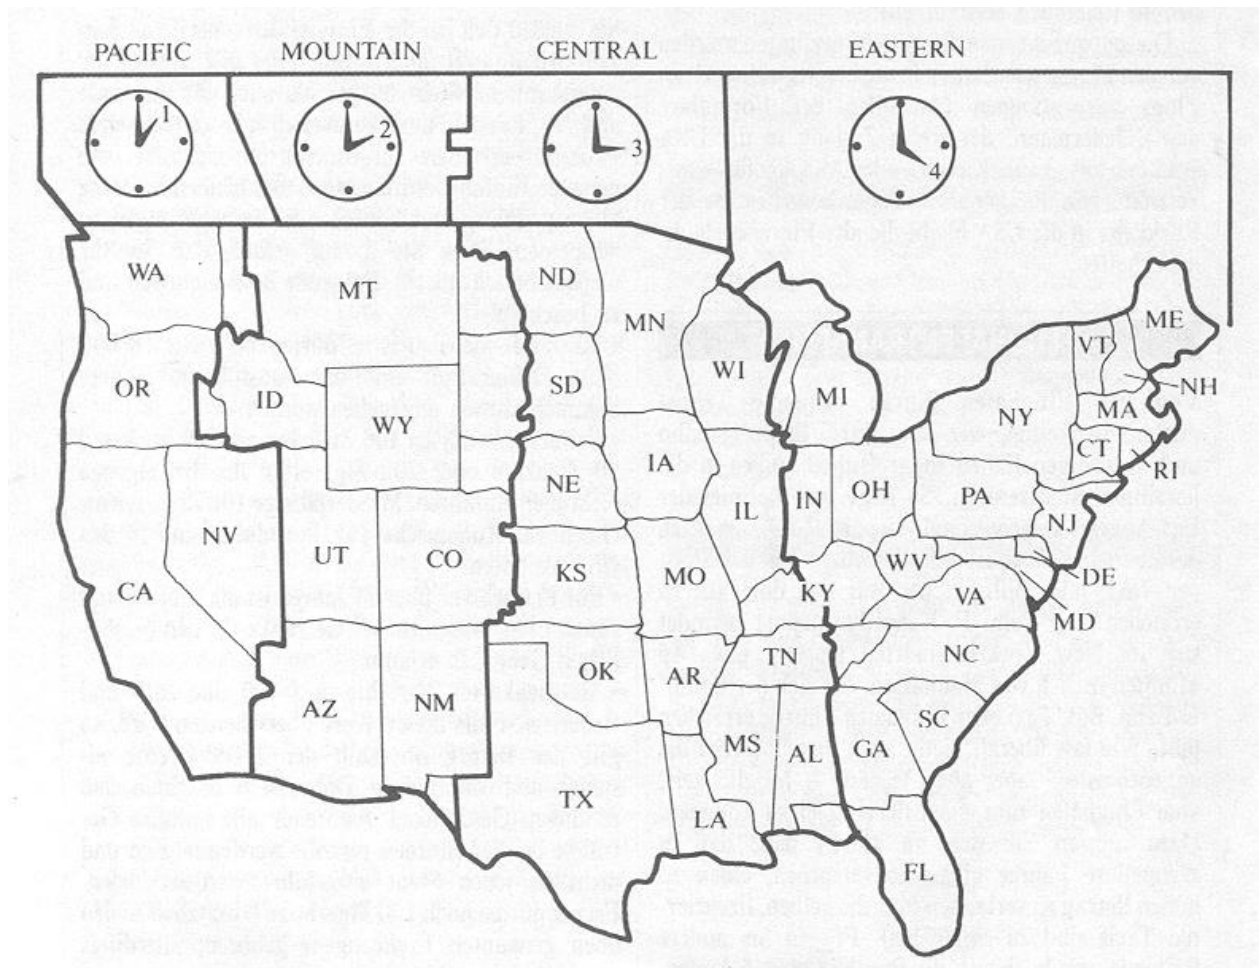 PACIFIC MOUNTAIN CENTRAL EASTERN
1 2 3 4
WA MT ND MN ME
VT
OR ID SD WI MI NH
WY NY MA
IA CT RI
NE IN OH PA
NV IL NJ
UT CO
CA KS MO KY WV DE
VA MD
OK AR TN NC
AZ NM SC
MS AL GA
TX LA
FL